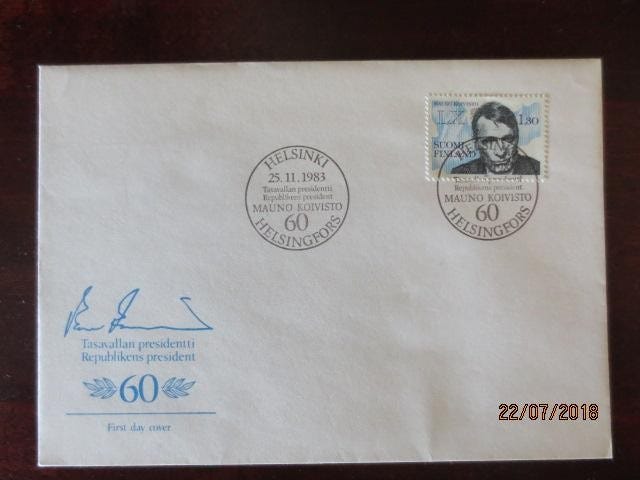 MAUNO KOIVISTO
LX
1,30
SUOMI
FINLAND
HELSINKI
25.11.1983
Tasavallan presidentti
Republikens president
MAUNO KOIVISTO
60
HELSINGFORS
Republikens president
MAUNO KOIVISTO
60
HELSINGFORS
Tasavallan presidentti
Republikens president
60
First day cover
22/07/2018